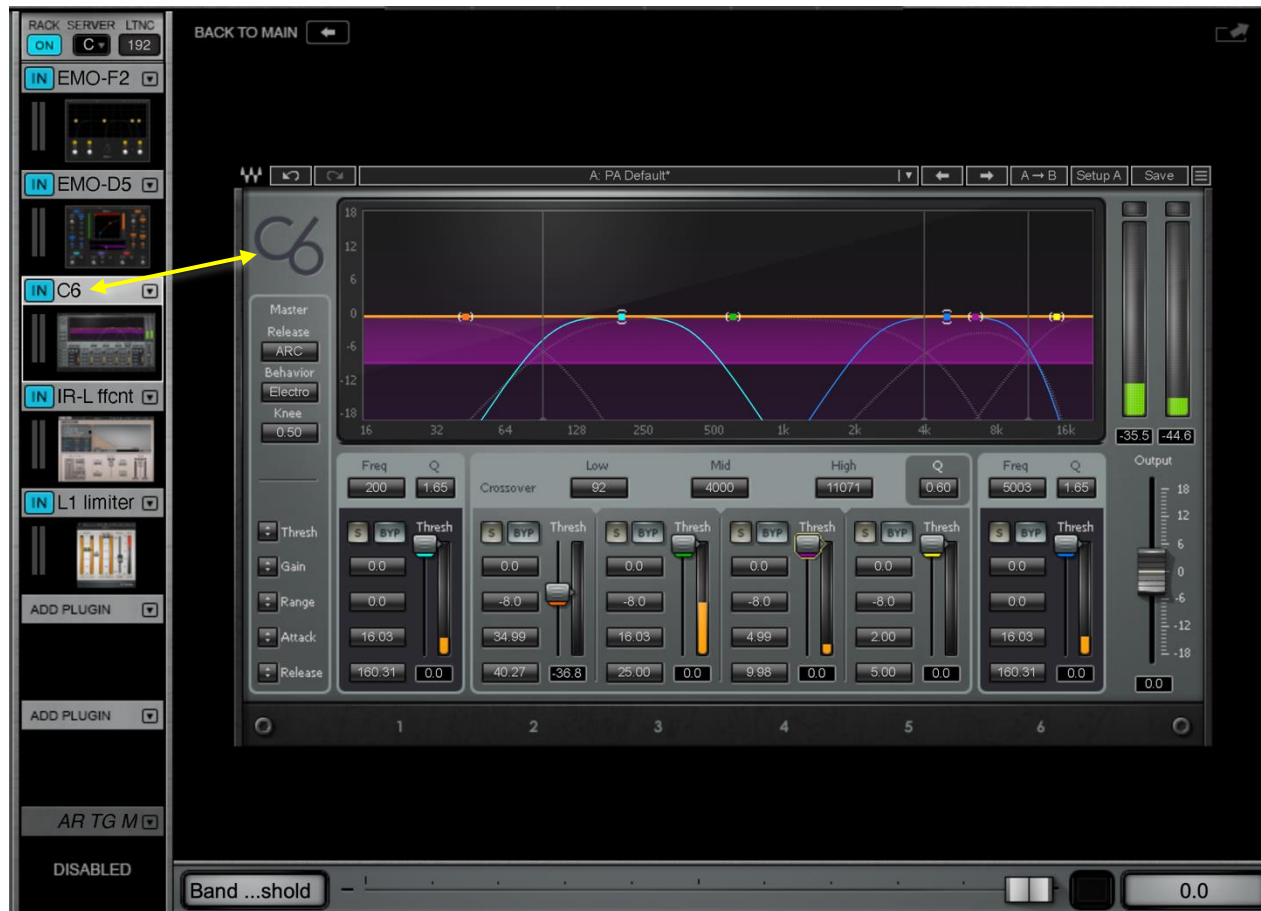 RACK SERVER LTNC
ON C 192
BACK TO MAIN
IN EMO-F2
IN EMO-D5
IN C6
IN IR-L ffcnt
IN L1 limiter
ADD PLUGIN
ADD PLUGIN
AR TG M
DISABLED
A: PA Default* A → B Setup A Save
C6
18
12
6
0
-6
-12
-18
16 32 64 128 250 500 1k 2k 4k 8k 16k
Master
Release
ARC
Behavior
Electro
Knee
0.50
-35.5 -44.6
Freq Q Low Mid High Q Freq Q
200 1.65 Crossover 92 4000 11071 0.60 5003 1.65
Output
18
12
6
0
-6
-12
-18
0.0
Thresh S BYP Thresh S BYP Thresh S BYP Thresh S BYP Thresh S BYP Thresh S BYP Thresh
Gain 0.0 0.0 0.0 0.0 0.0 0.0
Range 0.0 -8.0 -8.0 -8.0 -8.0 0.0
Attack 16.03 34.99 16.03 4.99 2.00 16.03
Release 160.31 0.0 40.27 -36.8 25.00 0.0 9.98 0.0 5.00 0.0 160.31 0.0
1 2 3 4 5 6
Band ...shold 0.0